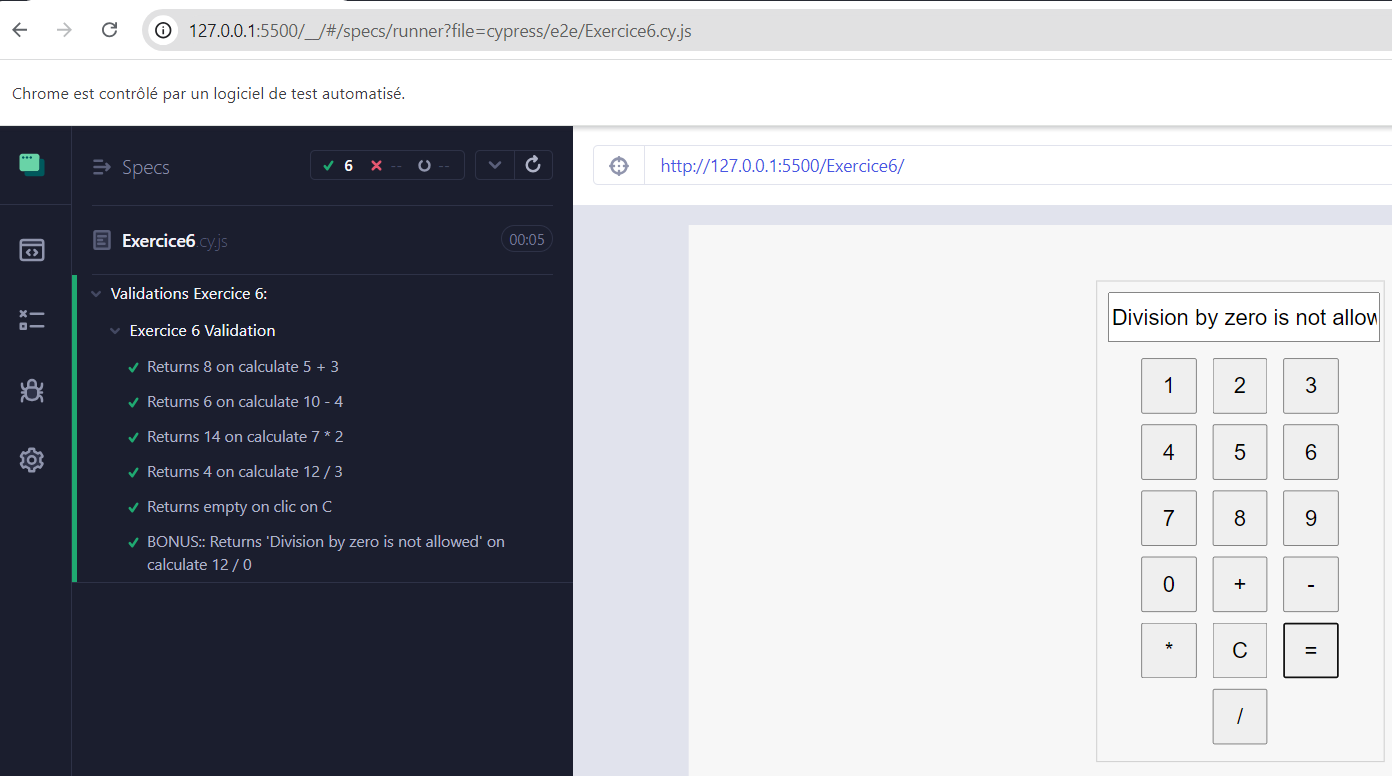 127.0.0.1:5500/__/#/specs/runner?file=cypress/e2e/Exercice6.cy.js
Chrome est contrôlé par un logiciel de test automatisé.
Specs
6 -- --
http://127.0.0.1:5500/Exercice6/
Exercice6.cy.js
00:05
Validations Exercice 6:
Exercice 6 Validation
Returns 8 on calculate 5 + 3
Returns 6 on calculate 10 - 4
Returns 14 on calculate 7 * 2
Returns 4 on calculate 12 / 3
Returns empty on clic on C
BONUS:: Returns 'Division by zero is not allowed' on
calculate 12 / 0
Division by zero is not allow
1 2 3
4 5 6
7 8 9
0 + -
* C =
/